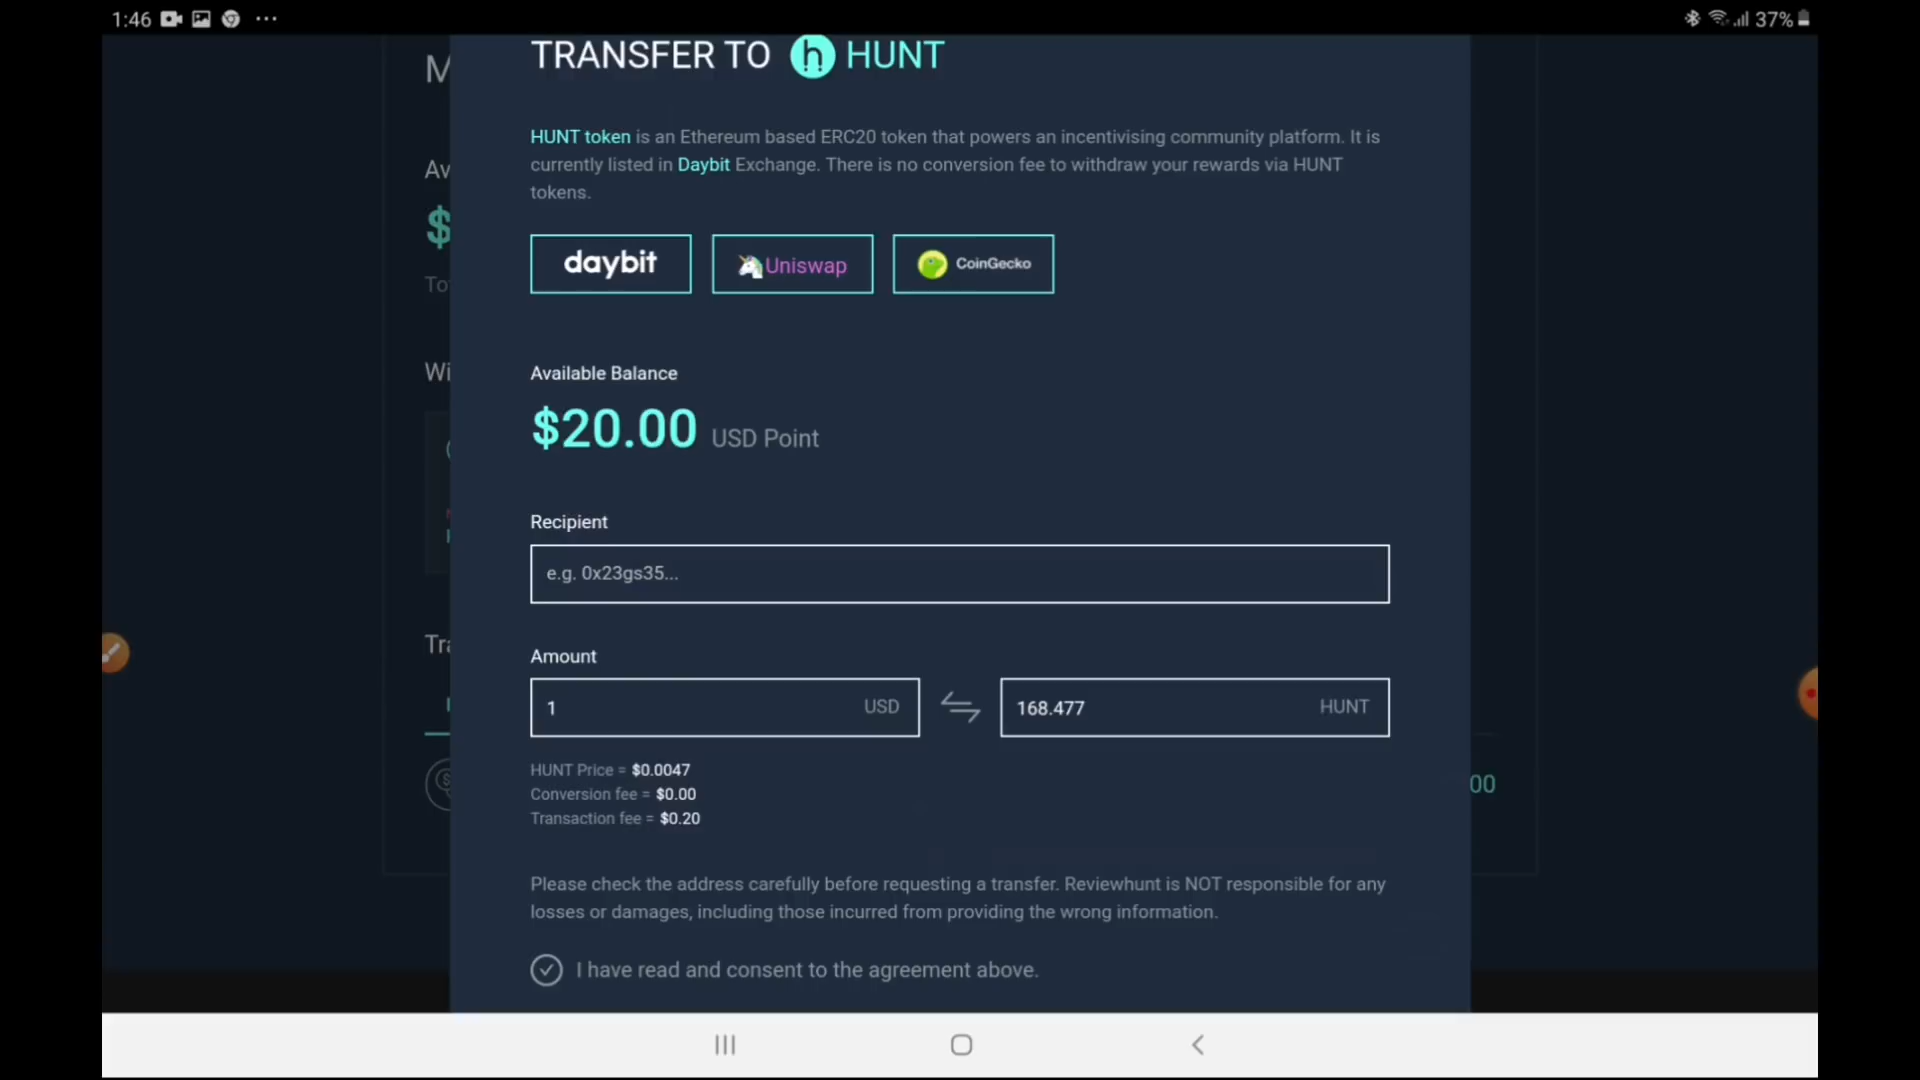 1:46 ... 37%
TRANSFER TO h HUNT
M
HUNT token is an Ethereum based ERC20 token that powers an incentivising community platform. It is
currently listed in Daybit Exchange. There is no conversion fee to withdraw your rewards via HUNT
tokens.
Av
$
daybit
Uniswap
CoinGecko
To
Available Balance
Wi
$20.00 USD Point
Recipient
e.g. 0x23gs35...
Tra
Amount
1 USD
168.477 HUNT
HUNT Price = $0.0047
Conversion fee = $0.00
00
Transaction fee = $0.20
Please check the address carefully before requesting a transfer. Reviewhunt is NOT responsible for any
losses or damages, including those incurred from providing the wrong information.
I have read and consent to the agreement above.